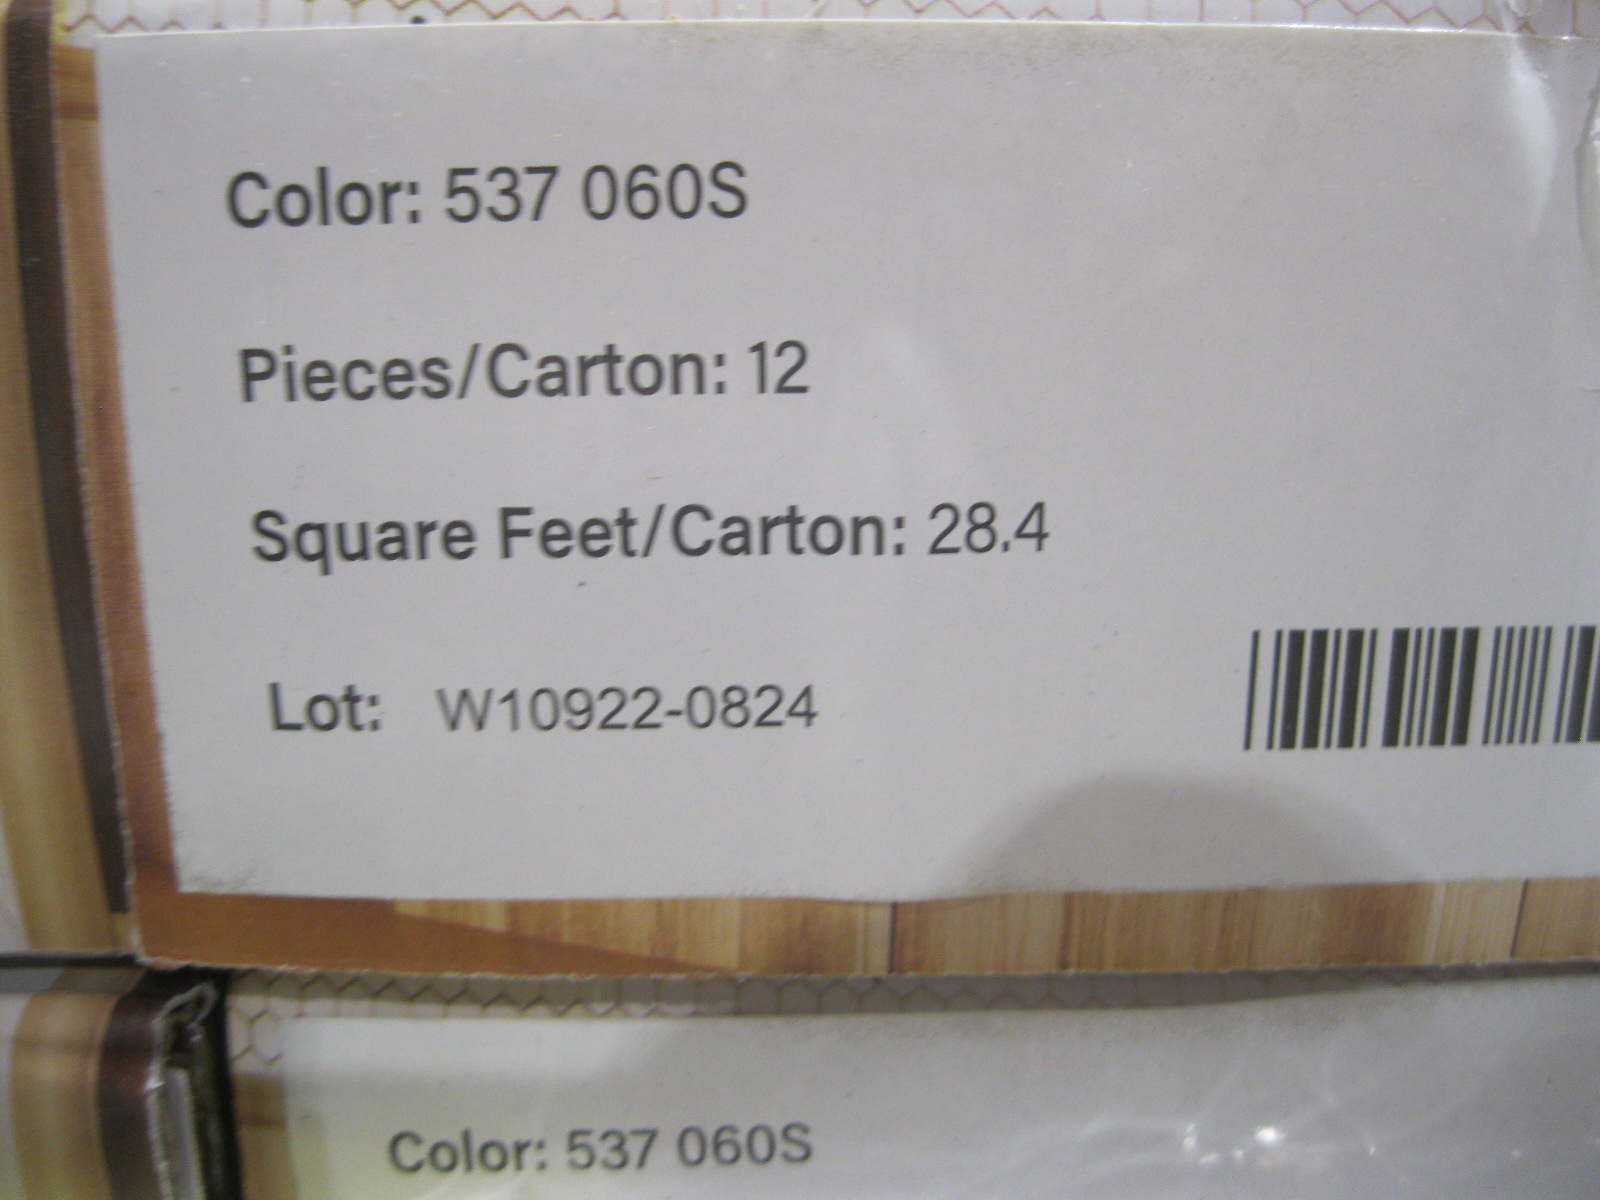 Color: 537 060S
Pieces/Carton: 12
Square Feet/Carton: 28.4
Lot: W10922-0824
Color: 537 060S